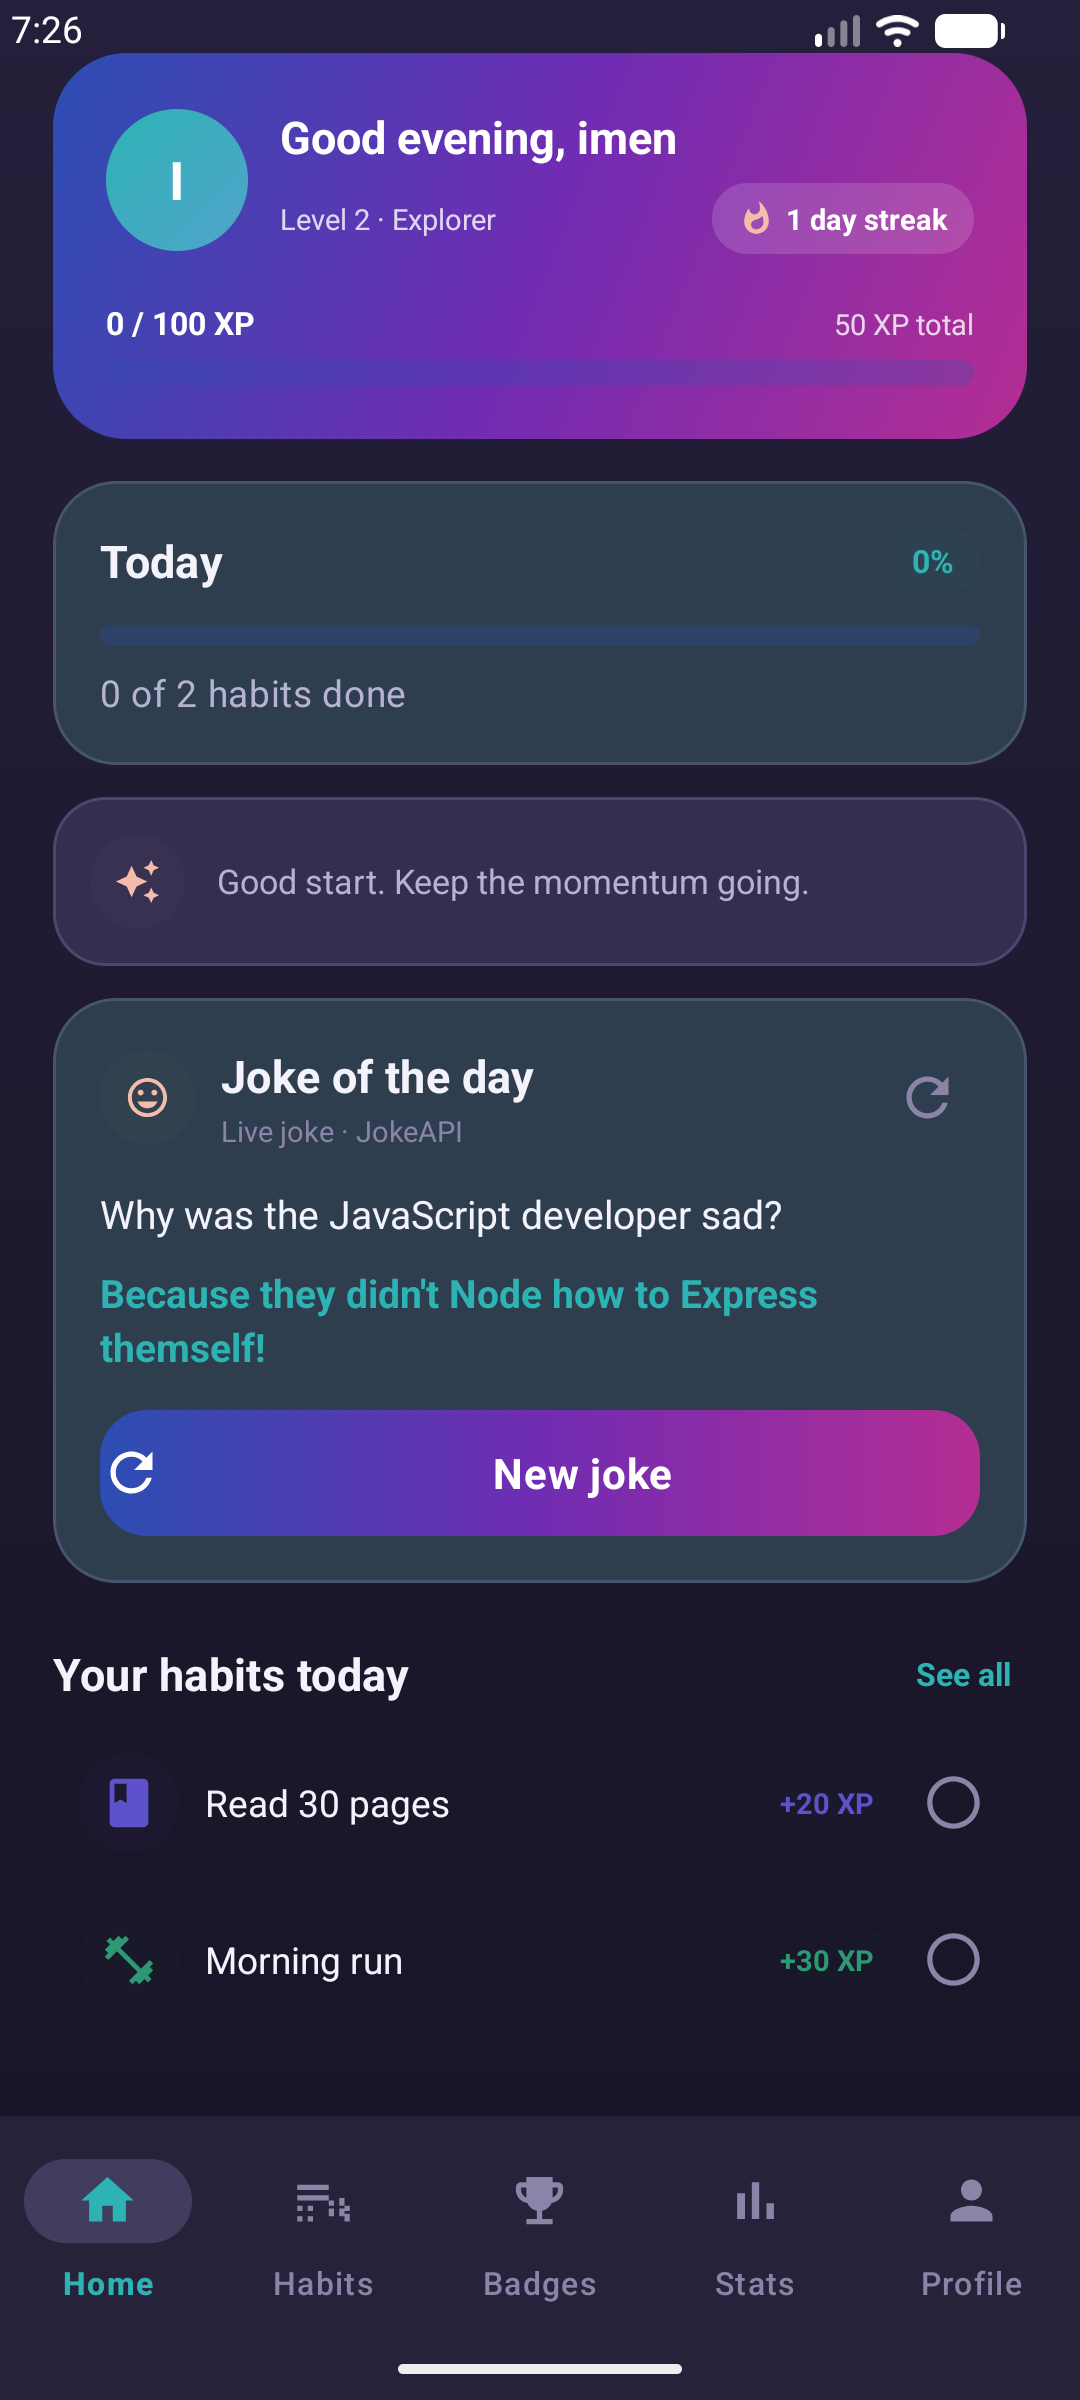 7:26
I
Good evening, imen
Level 2 · Explorer
1 day streak
0 / 100 XP
50 XP total
Today
0%
0 of 2 habits done
Good start. Keep the momentum going.
Joke of the day
Live joke · JokeAPI
Why was the JavaScript developer sad?
Because they didn't Node how to Express
themself!
New joke
Your habits today
See all
Read 30 pages
+20 XP
Morning run
+30 XP
Home
Habits
Badges
Stats
Profile